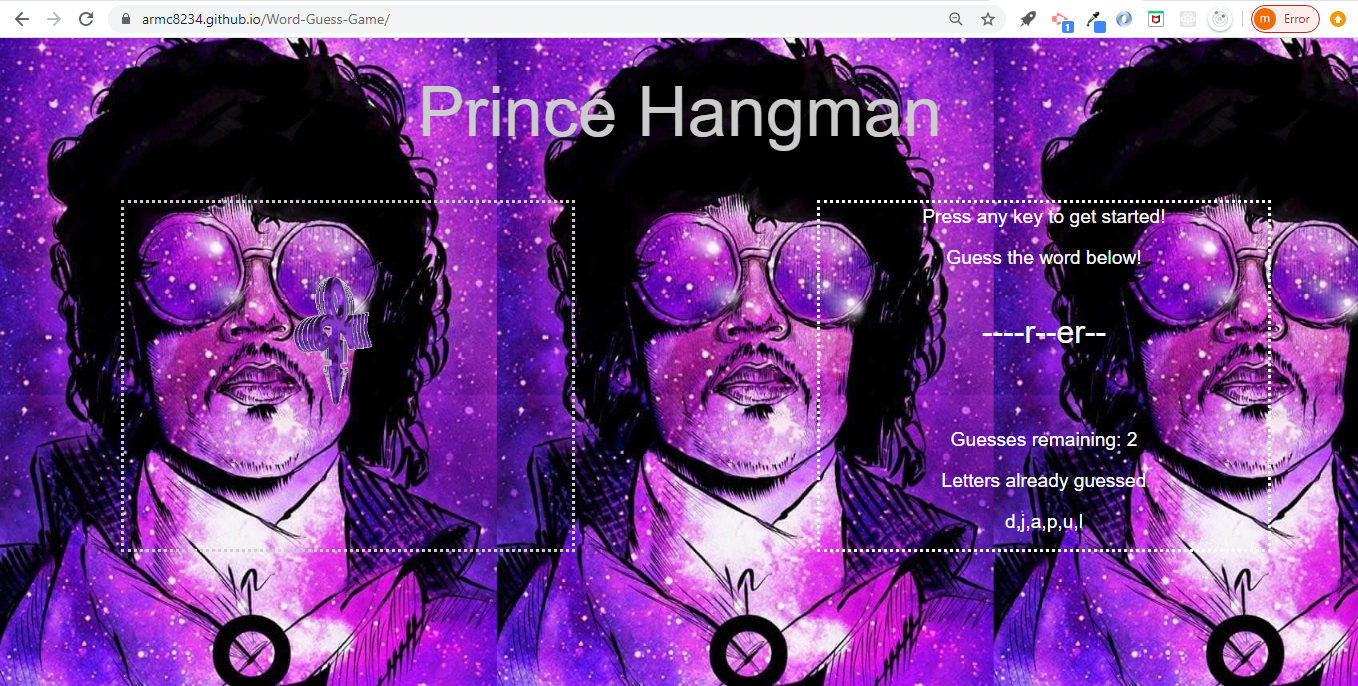 armc8234.github.io/Word-Guess-Game/
1
m Error
Prince Hangman
Press any key to get started!
Guess the word below!
----r--er--
Guesses remaining: 2
Letters already guessed
d,j,a,p,u,l